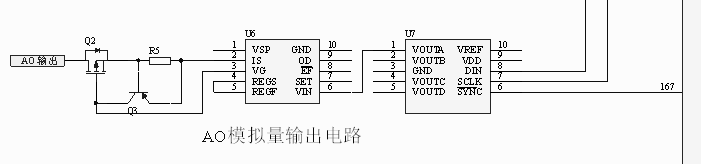 U6
U7
Q2
AO输出
R5
Q3
1 VSP GND 10
2 IS OD 9
3 VG EF 8
4 REGS SET 7
5 REGF VIN 6
1 VOUTA VREF 10
2 VOUTB VDD 9
3 GND DIN 8
4 VOUTC SCLK 7
5 VOUTD SYNC 6
167
AO模拟量输出电路